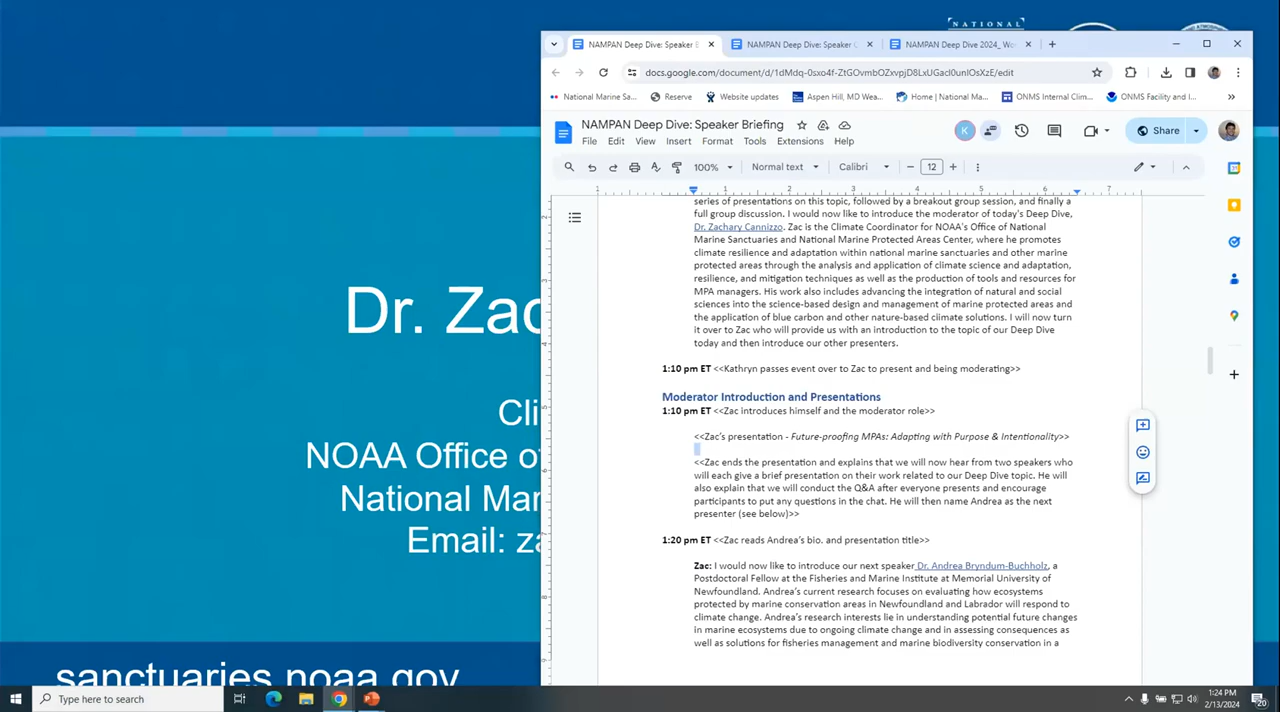 NATIONAL
NAMPAN Deep Dive: Speaker B
NAMPAN Deep Dive: Speaker
NAMPAN Deep Dive 2024_ Wo
docs.google.com/document/d/1dMdq-0sxo4f-ZtGOvmbOZxvpjD8LxUGacI0unIOsXzE/edit
National Marine Sa...
Reserve
Website updates
Aspen Hill, MD Wea...
Home | National Ma...
ONMS Internal Clim...
ONMS Facility and I...
NAMPAN Deep Dive: Speaker Briefing
K
Share
File Edit View Insert Format Tools Extensions Help
100% Normal text Calibri 12
1 1 2 3 4 5 6 7
series of presentations on this topic, followed by a breakout group session, and finally a
full group discussion. I would now like to introduce the moderator of today's Deep Dive,
Dr. Zachary Cannizzo. Zac is the Climate Coordinator for NOAA's Office of National
Marine Sanctuaries and National Marine Protected Areas Center, where he promotes
climate resilience and adaptation within national marine sanctuaries and other marine
protected areas through the analysis and application of climate science and adaptation,
resilience, and mitigation techniques as well as the production of tools and resources for
MPA managers. His work also includes advancing the integration of natural and social
sciences into the science-based design and management of marine protected areas and
the application of blue carbon and other nature-based climate solutions. I will now turn
it over to Zac who will provide us with an introduction to the topic of our Deep Dive
today and then introduce our other presenters.
1:10 pm ET <<Kathryn passes event over to Zac to present and being moderating>>
Moderator Introduction and Presentations
1:10 pm ET <<Zac introduces himself and the moderator role>>
<<Zac's presentation - Future-proofing MPAs: Adapting with Purpose & Intentionality>>
<<Zac ends the presentation and explains that we will now hear from two speakers who
will each give a brief presentation on their work related to our Deep Dive topic. He will
also explain that we will conduct the Q&A after everyone presents and encourage
participants to put any questions in the chat. He will then name Andrea as the next
presenter (see below)>>
1:20 pm ET <<Zac reads Andrea's bio. and presentation title>>
Zac: I would now like to introduce our next speaker Dr. Andrea Bryndum-Buchholz, a
Postdoctoral Fellow at the Fisheries and Marine Institute at Memorial University of
Newfoundland. Andrea's current research focuses on evaluating how ecosystems
protected by marine conservation areas in Newfoundland and Labrador will respond to
climate change. Andrea's research interests lie in understanding potential future changes
in marine ecosystems due to ongoing climate change and in assessing consequences as
well as solutions for fisheries management and marine biodiversity conservation in a
Dr. Zac
Cli
NOAA Office o
National Mar
Email: za
sanctuaries.noaa.gov
Type here to search
1:24 PM
2/13/2024
20